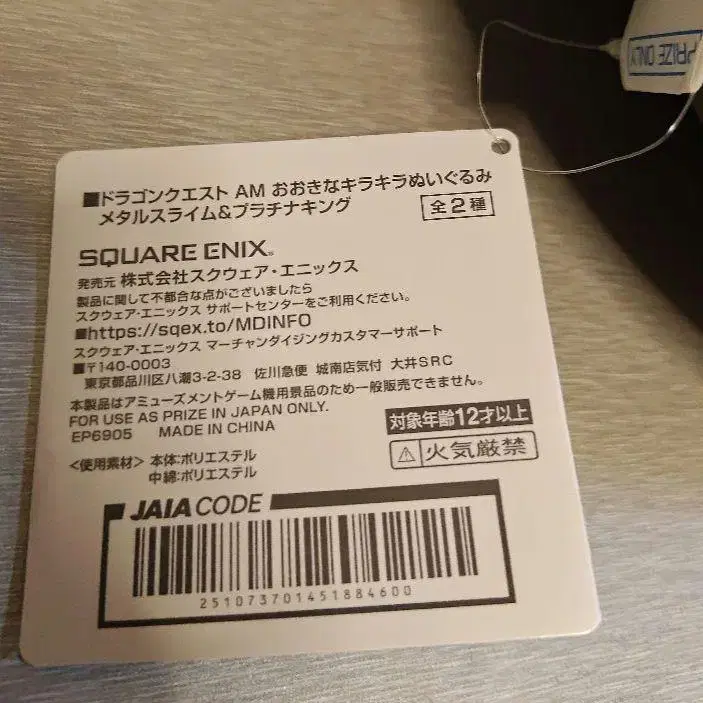 PRIZE ONLY
■ドラゴンクエスト AM おおきなキラキラぬいぐるみ
メタルスライム&プラチナキング 全2種
SQUARE ENIX®
発売元 株式会社スクウェア・エニックス
製品に関して不都合な点がございましたら
スクウェア・エニックス サポートセンターをご利用ください。
■https://sqex.to/MDINFO
スクウェア・エニックス マーチャンダイジングカスタマーサポート
■〒140-0003
東京都品川区八潮3-2-38 佐川急便 城南店気付 大井SRC
本製品はアミューズメントゲーム機用景品のため一般販売できません。
FOR USE AS PRIZE IN JAPAN ONLY.
EP6905 MADE IN CHINA
対象年齢12才以上
<使用素材> 本体:ポリエステル
中綿:ポリエステル
⚠火気厳禁
JAIA CODE
251073701451884600